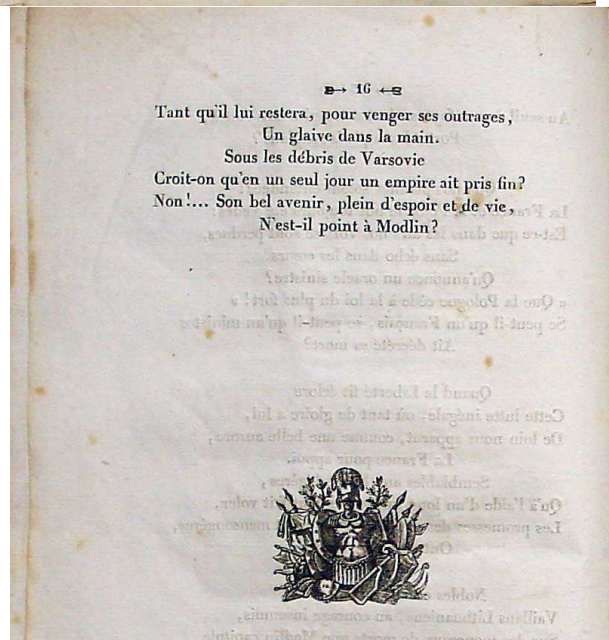 16
Tant qu'il lui restera, pour venger ses outrages,
Un glaive dans la main.
Sous les débris de Varsovie
Croit-on qu'en un seul jour un empire ait pris fin?
Non!... Son bel avenir, plein d'espoir et de vie,
N'est-il point à Modlin?